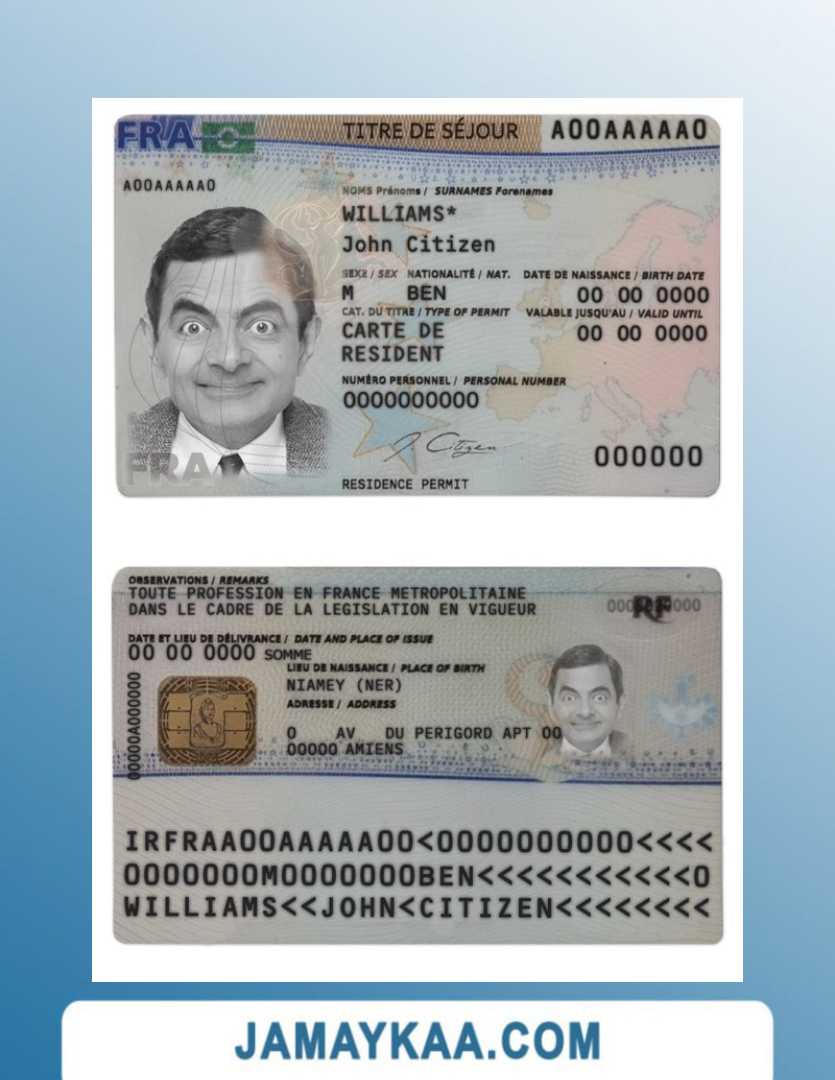 FRA
TITRE DE SÉJOUR
A00AAAAA0
A00AAAAA0
NOMS Prénoms / SURNAMES Forenames
WILLIAMS*
John Citizen
SEXE / SEX NATIONALITÉ / NAT. DATE DE NAISSANCE / BIRTH DATE
M BEN 00 00 0000
CAT. DU TITRE / TYPE OF PERMIT VALABLE JUSQU'AU / VALID UNTIL
CARTE DE 00 00 0000
RESIDENT
NUMÉRO PERSONNEL / PERSONAL NUMBER
0000000000
J. Citizen
FRA
000000
RESIDENCE PERMIT
OBSERVATIONS / REMARKS
TOUTE PROFESSION EN FRANCE METROPOLITAINE
DANS LE CADRE DE LA LEGISLATION EN VIGUEUR
RF
DATE ET LIEU DE DÉLIVRANCE / DATE AND PLACE OF ISSUE
00 00 0000 SOMME
LIEU DE NAISSANCE / PLACE OF BIRTH
NIAMEY (NER)
ADRESSE / ADDRESS
0 AV DU PERIGORD APT 00
00000 AMIENS
00000A000000
IRFRAA00AAAAA00<0000000000<<<<
0000000M0000000BEN<<<<<<<<<<<0
WILLIAMS<<JOHN<CITIZEN<<<<<<<<
JAMAYKAA.COM